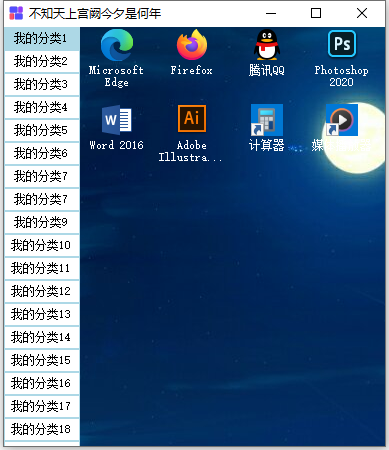 不知天上宫阙今夕是何年
我的分类1
我的分类2
我的分类3
我的分类4
我的分类5
我的分类6
我的分类7
我的分类7
我的分类9
我的分类10
我的分类11
我的分类12
我的分类13
我的分类14
我的分类15
我的分类16
我的分类17
我的分类18
Microsoft
Edge
Firefox
腾讯QQ
Ps
Photoshop
2020
W
Word 2016
Ai
Adobe
Illustra...
计算器
媒